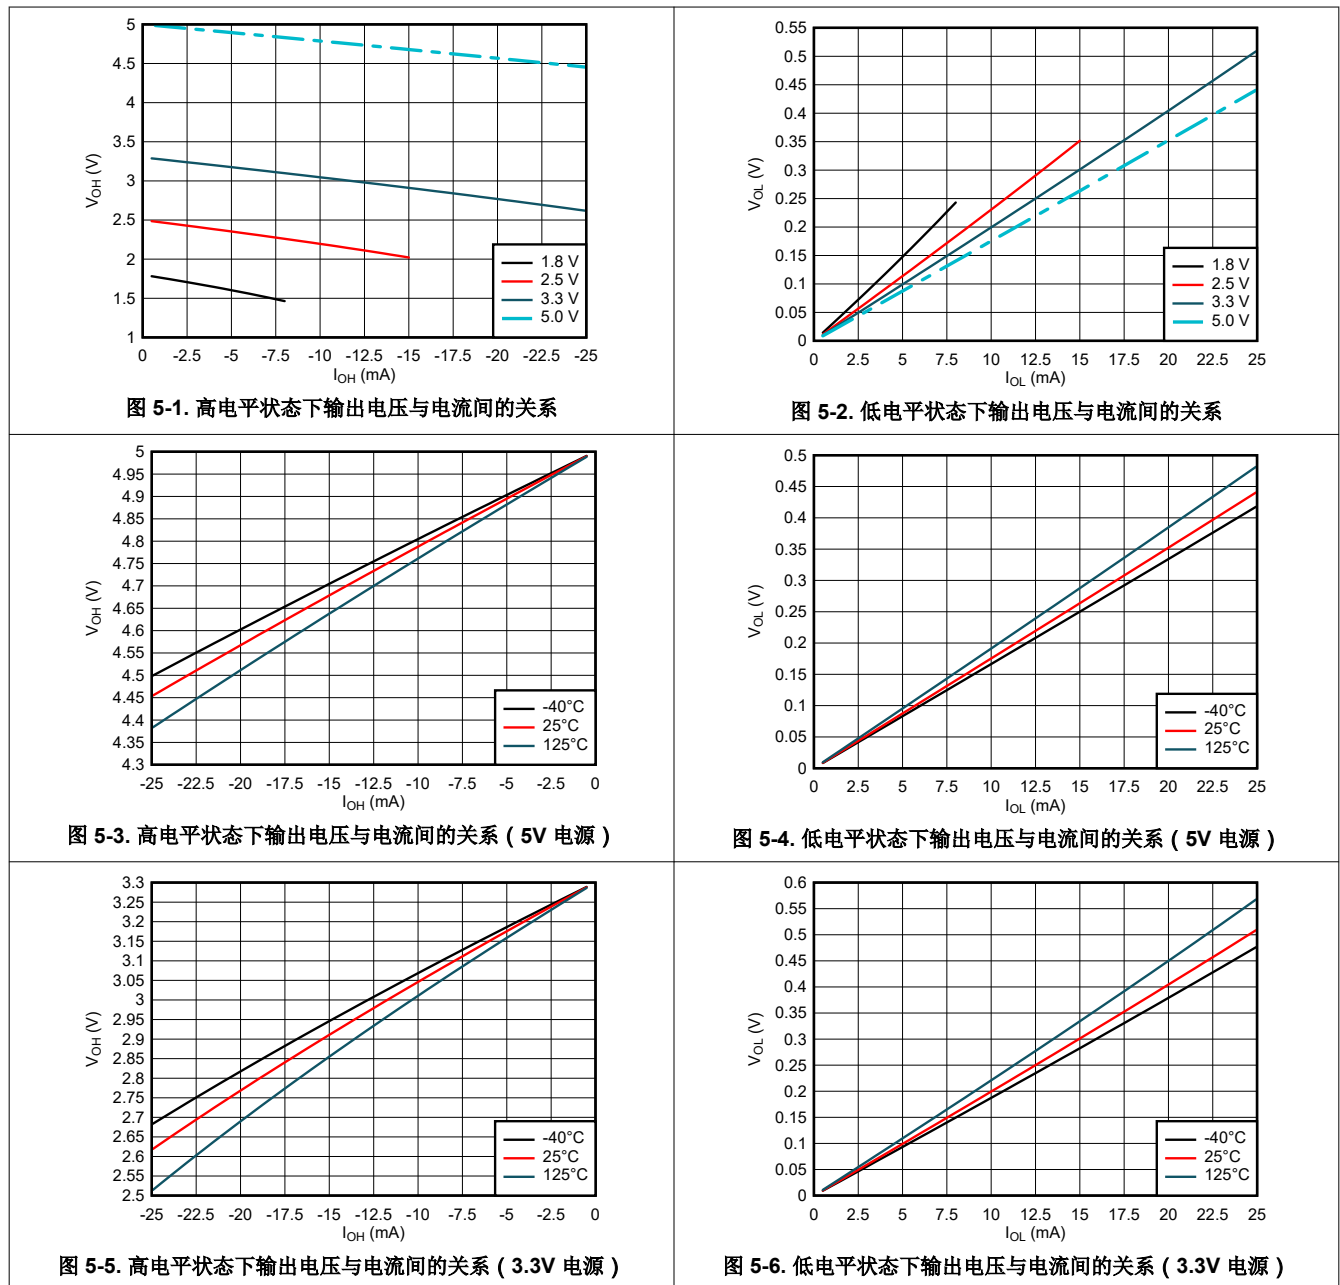 5
4.5
4
3.5
3
2.5
2
1.5
1
VOH (V)
0 -2.5 -5 -7.5 -10 -12.5 -15 -17.5 -20 -22.5 -25
IOH (mA)
1.8 V
2.5 V
3.3 V
5.0 V
图 5-1. 高电平状态下输出电压与电流间的关系
0.55
0.5
0.45
0.4
0.35
0.3
0.25
0.2
0.15
0.1
0.05
0
VOL (V)
0 2.5 5 7.5 10 12.5 15 17.5 20 22.5 25
IOL (mA)
1.8 V
2.5 V
3.3 V
5.0 V
图 5-2. 低电平状态下输出电压与电流间的关系
5
4.95
4.9
4.85
4.8
4.75
4.7
4.65
4.6
4.55
4.5
4.45
4.4
4.35
4.3
VOH (V)
-25 -22.5 -20 -17.5 -15 -12.5 -10 -7.5 -5 -2.5 0
IOH (mA)
-40°C
25°C
125°C
图 5-3. 高电平状态下输出电压与电流间的关系（5V 电源）
0.5
0.45
0.4
0.35
0.3
0.25
0.2
0.15
0.1
0.05
0
VOL (V)
0 2.5 5 7.5 10 12.5 15 17.5 20 22.5 25
IOL (mA)
-40°C
25°C
125°C
图 5-4. 低电平状态下输出电压与电流间的关系（5V 电源）
3.3
3.25
3.2
3.15
3.1
3.05
3
2.95
2.9
2.85
2.8
2.75
2.7
2.65
2.6
2.55
2.5
VOH (V)
-25 -22.5 -20 -17.5 -15 -12.5 -10 -7.5 -5 -2.5 0
IOH (mA)
-40°C
25°C
125°C
图 5-5. 高电平状态下输出电压与电流间的关系（3.3V 电源）
0.6
0.55
0.5
0.45
0.4
0.35
0.3
0.25
0.2
0.15
0.1
0.05
0
VOL (V)
0 2.5 5 7.5 10 12.5 15 17.5 20 22.5 25
IOL (mA)
-40°C
25°C
125°C
图 5-6. 低电平状态下输出电压与电流间的关系（3.3V 电源）